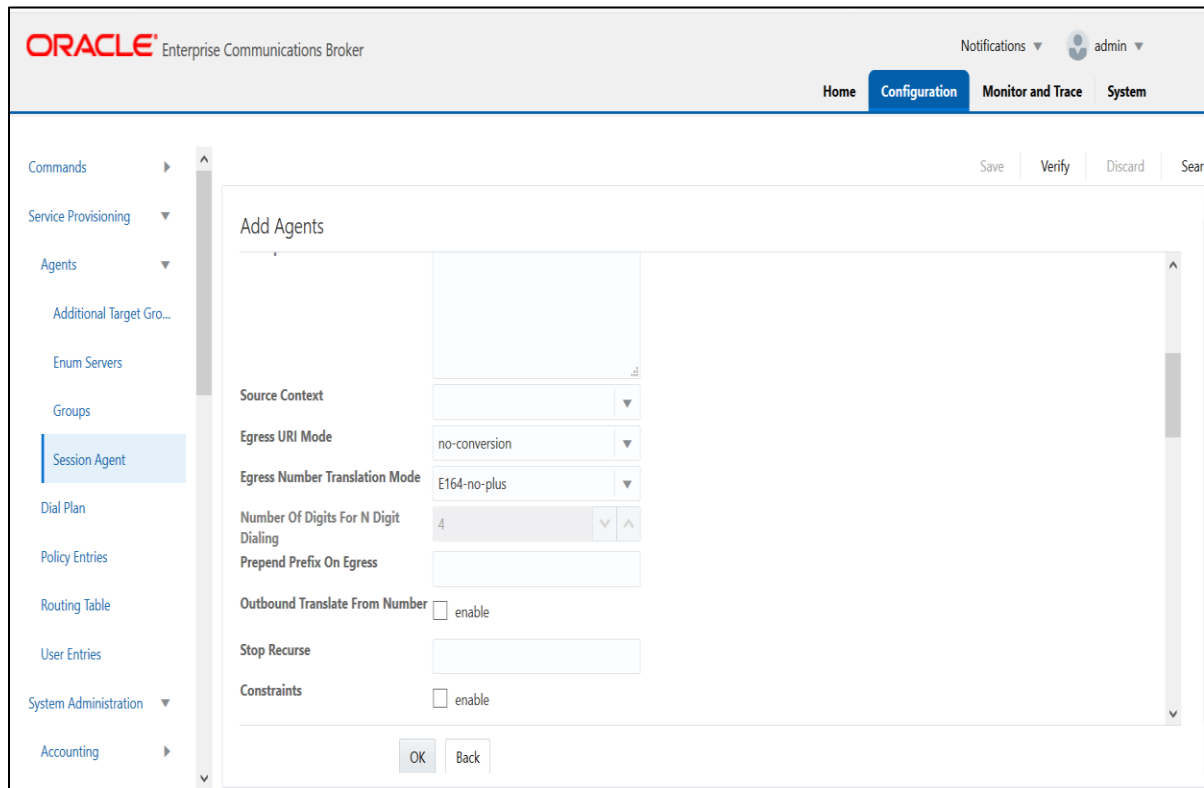 ORACLE Enterprise Communications Broker
Notifications
admin
Home
Configuration
Monitor and Trace
System
Commands
Service Provisioning
Agents
Additional Target Gro...
Enum Servers
Groups
Session Agent
Dial Plan
Policy Entries
Routing Table
User Entries
System Administration
Accounting
Save
Verify
Discard
Sear
Add Agents
Source Context
Egress URI Mode
no-conversion
Egress Number Translation Mode
E164-no-plus
Number Of Digits For N Digit
Dialing
4
Prepend Prefix On Egress
Outbound Translate From Number
enable
Stop Recurse
Constraints
enable
OK
Back